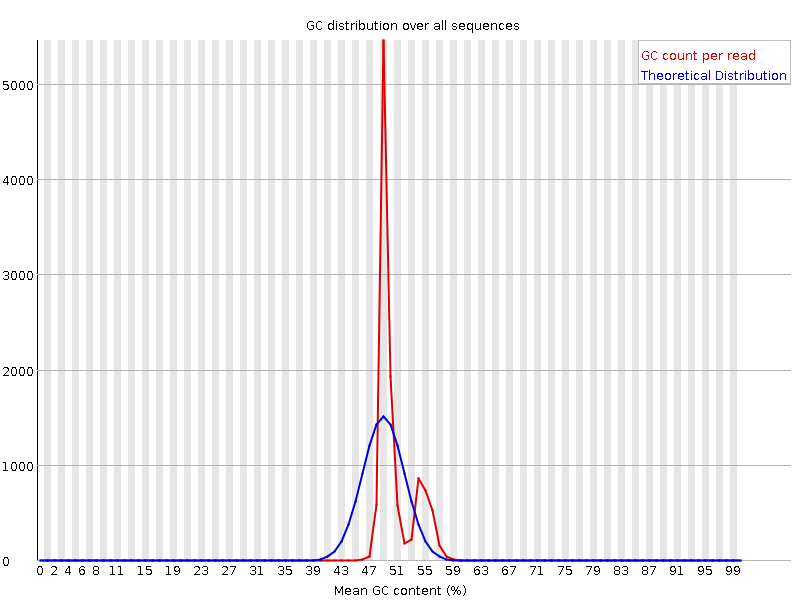 GC distribution over all sequences
GC count per read
Theoretical Distribution
5000
4000
3000
2000
1000
0
0 2 4 6 8 11 15 19 23 27 31 35 39 43 47 51 55 59 63 67 71 75 79 83 87 91 95 99
Mean GC content (%)